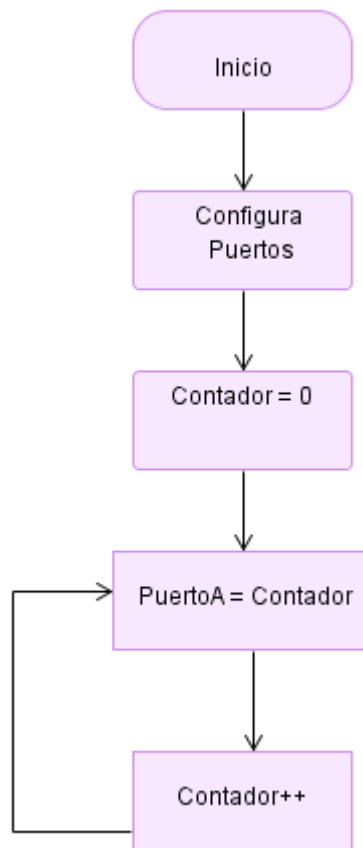 Inicio
Configura
Puertos
Contador = 0
PuertoA = Contador
Contador++